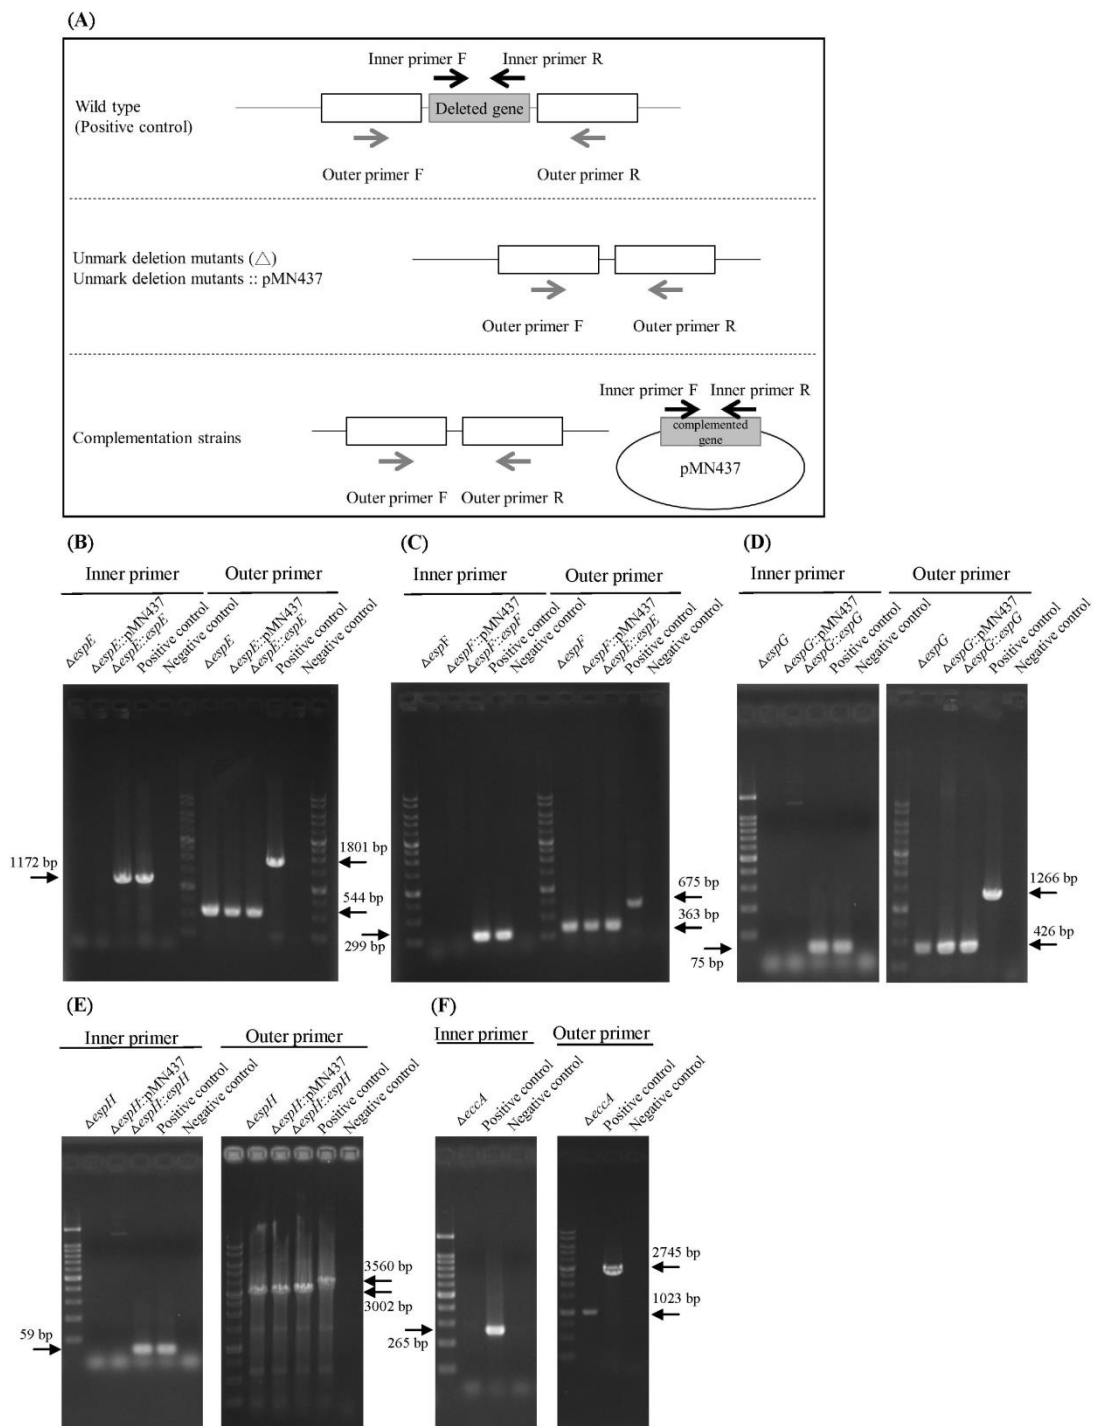 (A)
Inner primer F
Inner primer R
Wild type
(Positive control)
Deleted gene
Outer primer F
Outer primer R
Unmark deletion mutants (△)
Unmark deletion mutants :: pMN437
Outer primer F
Outer primer R
Inner primer F
Inner primer R
Complementation strains
complemented
gene
pMN437
Outer primer F
Outer primer R
(B)
Inner primer
Outer primer
ΔespE
ΔespE::pMN437
ΔespE::espE
Positive control
Negative control
ΔespE
ΔespE::pMN437
ΔespE::espE
Positive control
Negative control
1172 bp
1801 bp
544 bp
(C)
Inner primer
Outer primer
ΔespF
ΔespF::pMN437
ΔespF::espF
Positive control
Negative control
ΔespF
ΔespF::pMN437
ΔespE::espE
Positive control
Negative control
299 bp
675 bp
363 bp
(D)
Inner primer
Outer primer
ΔespG
ΔespG::pMN437
ΔespG::espG
Positive control
Negative control
ΔespG
ΔespG::pMN437
ΔespG::espG
Positive control
Negative control
75 bp
1266 bp
426 bp
(E)
Inner primer
Outer primer
ΔespH
ΔespH::pMN437
ΔespH::espH
Positive control
Negative control
ΔespH
ΔespH::pMN437
ΔespH::espH
Positive control
Negative control
59 bp
3560 bp
3002 bp
(F)
Inner primer
Outer primer
ΔeccA
Positive control
Negative control
ΔeccA
Positive control
Negative control
265 bp
2745 bp
1023 bp